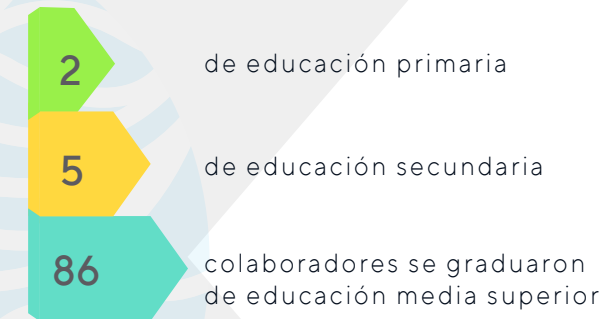 2 de educación primaria
5 de educación secundaria
86 colaboradores se graduaron
de educación media superior